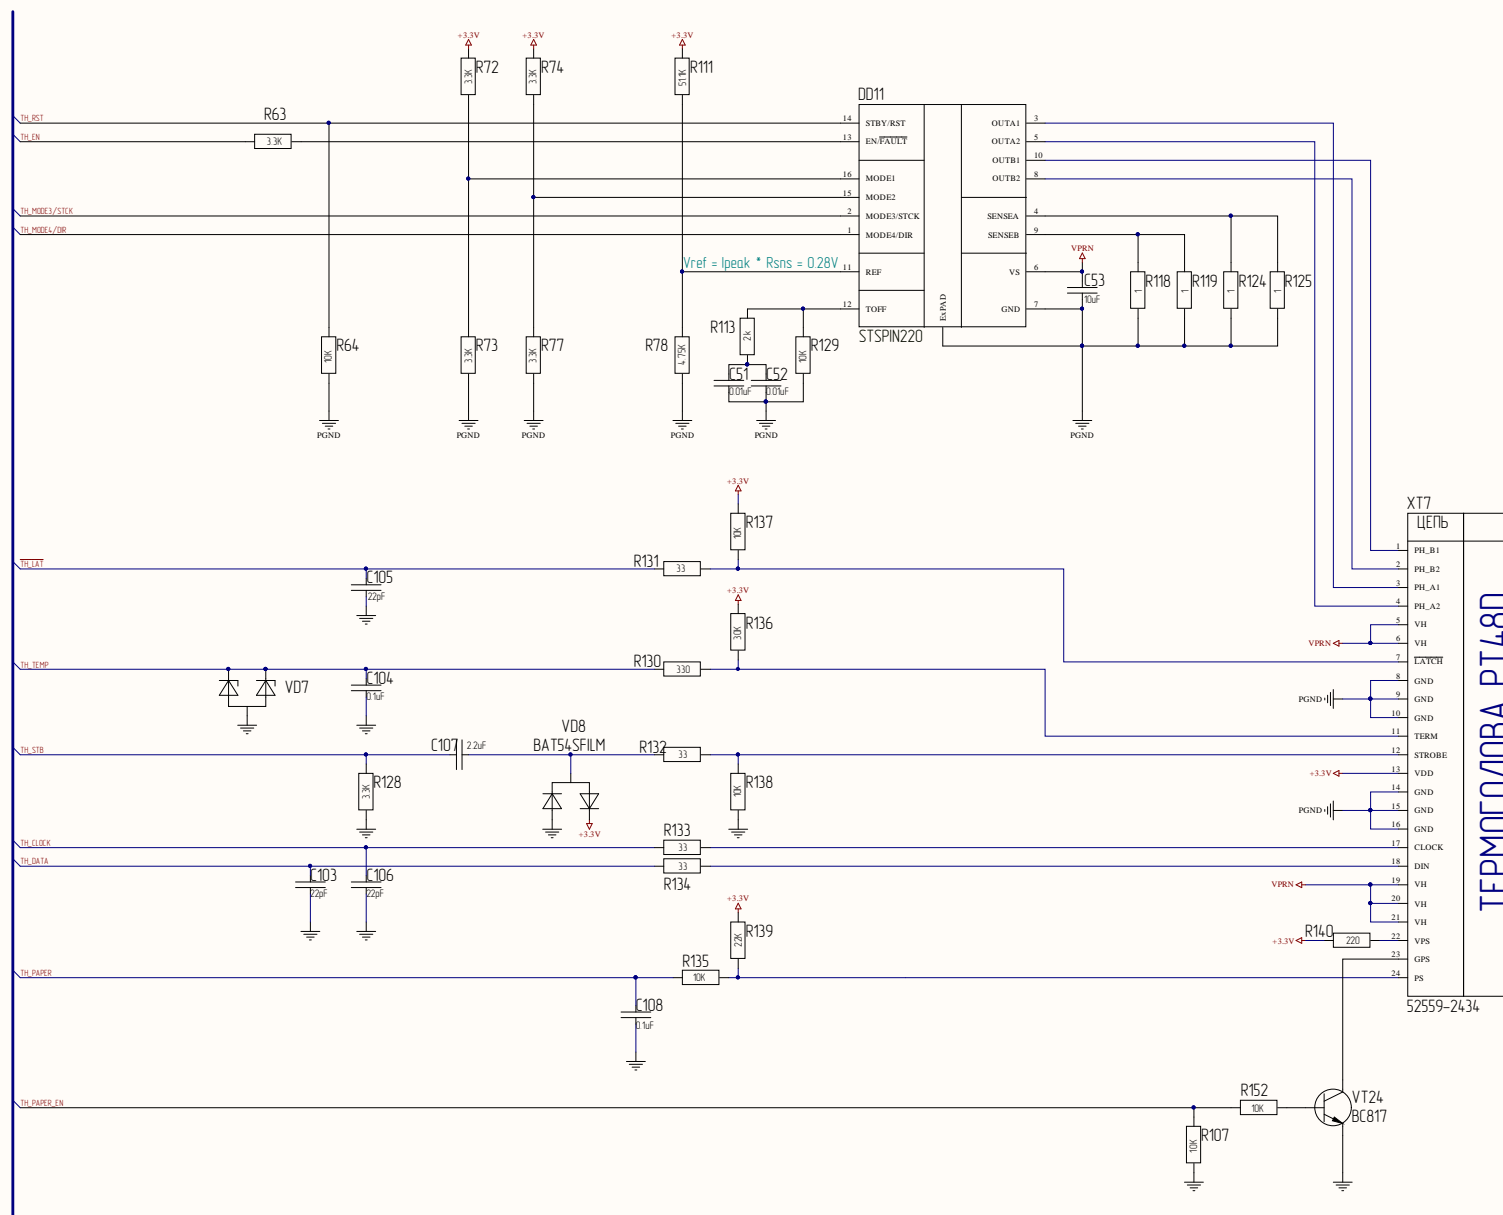 +3.3V
+3.3V
+3.3V
R72
3.3K
R74
3.3K
R111
51.1K
DD11
TH_RST
R63
14
STBY/RST
OUTA1
3
TH_EN
3.3K
13
EN/FAULT
OUTA2
5
OUTB1
10
16
MODE1
OUTB2
8
15
MODE2
TH_MODE3/STCK
2
MODE3/STCK
SENSEA
4
TH_MODE4/DIR
1
MODE4/DIR
SENSEB
9
VPRN
Vref = Ipeak * Rsns = 0.28V
11
REF
VS
6
C53
10uF
R118
1
R119
1
R124
1
R125
1
12
TOFF
ExPAD
GND
7
STSPIN220
R113
2k
R129
10K
R64
10K
R73
3.3K
R77
3.3K
R78
4.75K
C51
0.01uF
C52
0.01uF
PGND
PGND
PGND
PGND
PGND
PGND
+3.3V
R137
10K
XT7
ЦЕПЬ
TH_LAT
R131
33
C105
22pF
1
PH_B1
2
PH_B2
3
PH_A1
4
PH_A2
5
VH
VPRN
6
VH
7
LATCH
8
GND
PGND
9
GND
10
GND
11
TERM
12
STROBE
+3.3V
13
VDD
14
GND
PGND
15
GND
16
GND
17
CLOCK
18
DIN
VPRN
19
VH
20
VH
21
VH
+3.3V
R140
220
22
VPS
23
GPS
24
PS
52559-2434
ТЕРМОГОЛОВА PT48D
+3.3V
R136
30K
TH_TEMP
R130
330
VD7
C104
0.1uF
TH_STB
C107
2.2uF
VD8
BAT54SFILM
R132
33
R128
3.3K
R138
10K
+3.3V
TH_CLOCK
R133
33
TH_DATA
33
R134
C103
22pF
C106
22pF
+3.3V
R139
22K
TH_PAPER
R135
10K
C108
0.1uF
TH_PAPER_EN
R152
10K
VT24
BC817
R107
10K